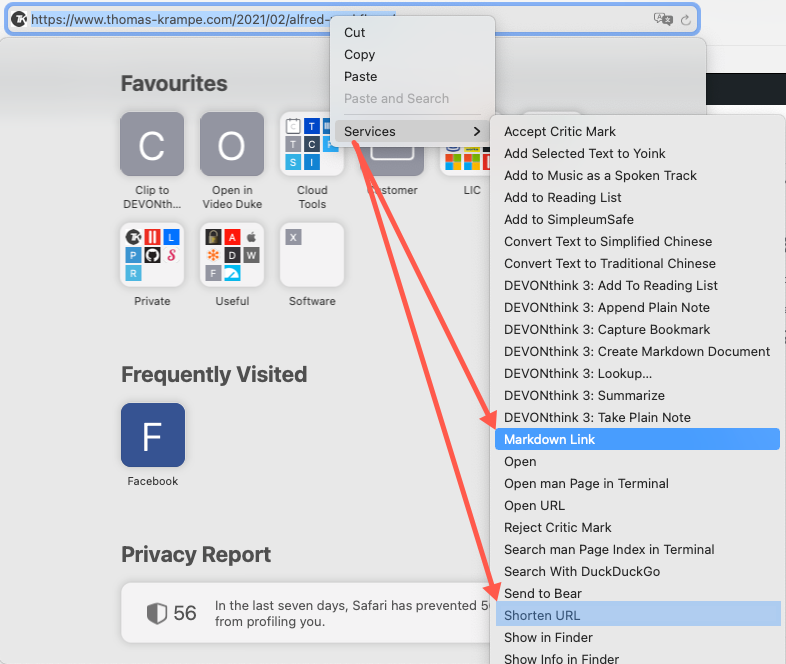 https://www.thomas-krampe.com/2021/02/alfred-
Cut
Copy
Paste
Paste and Search
Services
Accept Critic Mark
Add Selected Text to Yoink
Add to Music as a Spoken Track
Add to Reading List
Add to SimpleumSafe
Convert Text to Simplified Chinese
Convert Text to Traditional Chinese
DEVONthink 3: Add To Reading List
DEVONthink 3: Append Plain Note
DEVONthink 3: Capture Bookmark
DEVONthink 3: Create Markdown Document
DEVONthink 3: Lookup...
DEVONthink 3: Summarize
DEVONthink 3: Take Plain Note
Markdown Link
Open
Open man Page in Terminal
Open URL
Reject Critic Mark
Search man Page Index in Terminal
Search With DuckDuckGo
Send to Bear
Shorten URL
Show in Finder
Show Info in Finder
Favourites
C
O
T
T C
S I
Clip to
DEVONth...
Open in
Video Duke
Cloud
Tools
LIC
L
P
R
A
D W
F
X
Private
Useful
Software
Frequently Visited
F
Facebook
Privacy Report
56
In the last seven days, Safari has prevented
from profiling you.